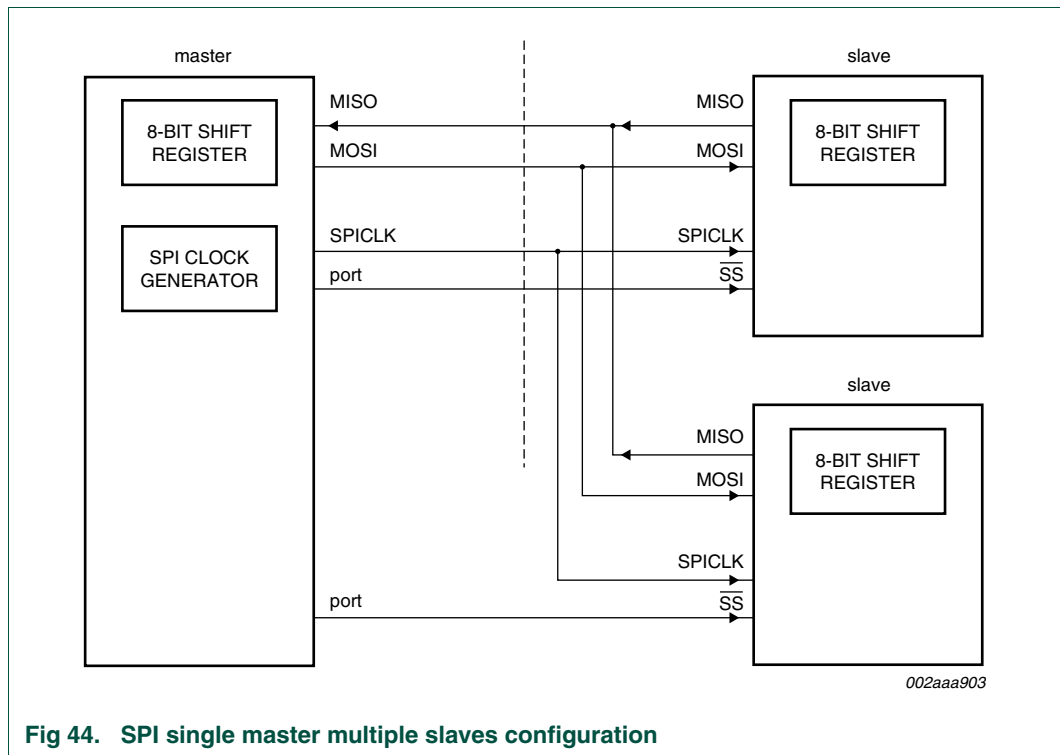 master
slave
8-BIT SHIFT
REGISTER
MISO
MISO
8-BIT SHIFT
REGISTER
MOSI
MOSI
SPI CLOCK
GENERATOR
SPICLK
SPICLK
port
S̅S̅
slave
MISO
8-BIT SHIFT
REGISTER
MOSI
SPICLK
port
S̅S̅
002aaa903
Fig 44. SPI single master multiple slaves configuration